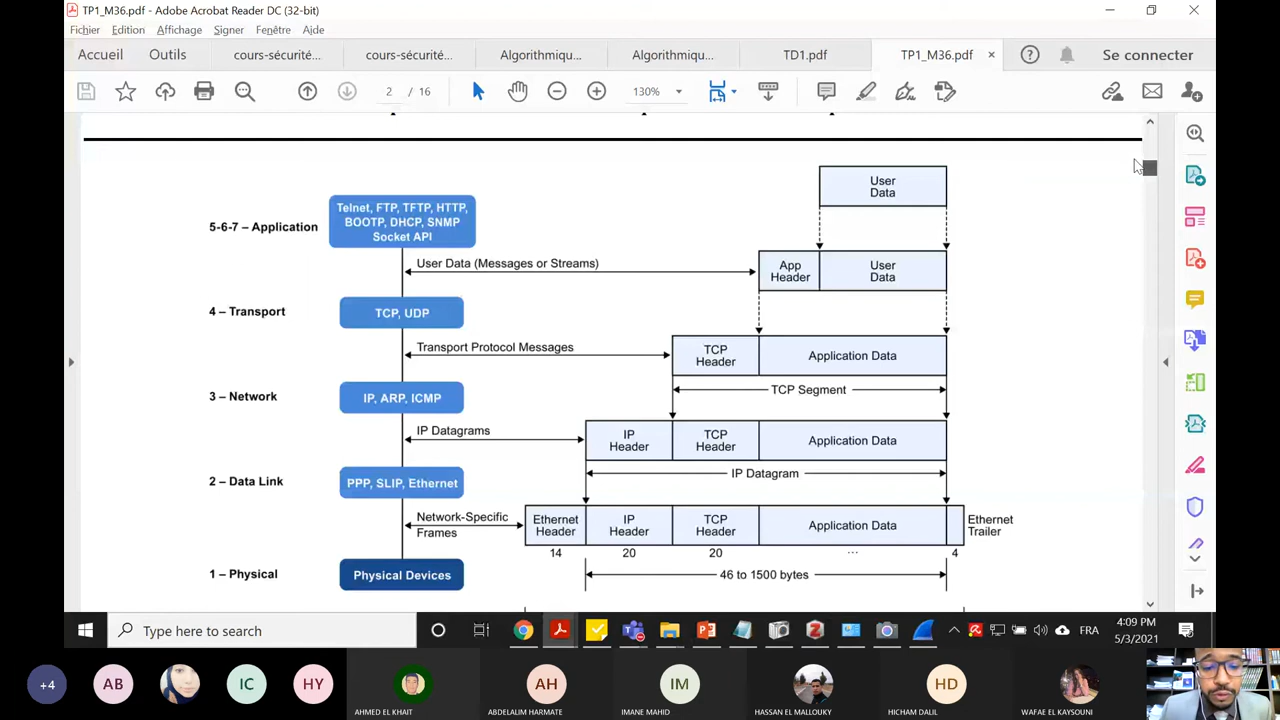 TP1_M36.pdf - Adobe Acrobat Reader DC (32-bit)
Fichier Edition Affichage Signer Fenêtre Aide
Accueil Outils cours-sécurité... cours-sécurité... Algorithmiqu... Algorithmiqu... TD1.pdf TP1_M36.pdf × Se connecter
2 / 16 130%
User
Data
5-6-7 – Application
Telnet, FTP, TFTP, HTTP,
BOOTP, DHCP, SNMP
Socket API
User Data (Messages or Streams)
App
Header
User
Data
4 – Transport
TCP, UDP
Transport Protocol Messages
TCP
Header
Application Data
TCP Segment
3 – Network
IP, ARP, ICMP
IP Datagrams
IP
Header
TCP
Header
Application Data
IP Datagram
2 – Data Link
PPP, SLIP, Ethernet
Network-Specific
Frames
Ethernet
Header
IP
Header
TCP
Header
Application Data
Ethernet
Trailer
14 20 20 ... 4
46 to 1500 bytes
1 – Physical
Physical Devices
Type here to search
FRA
4:09 PM
5/3/2021
+4 AB IC HY AH IM HD
AHMED EL KHAIT ABDELALIM HARMATE IMANE MAHID HASSAN EL MALLOUKY HICHAM DALIL WAFAE EL KAYSOUNI